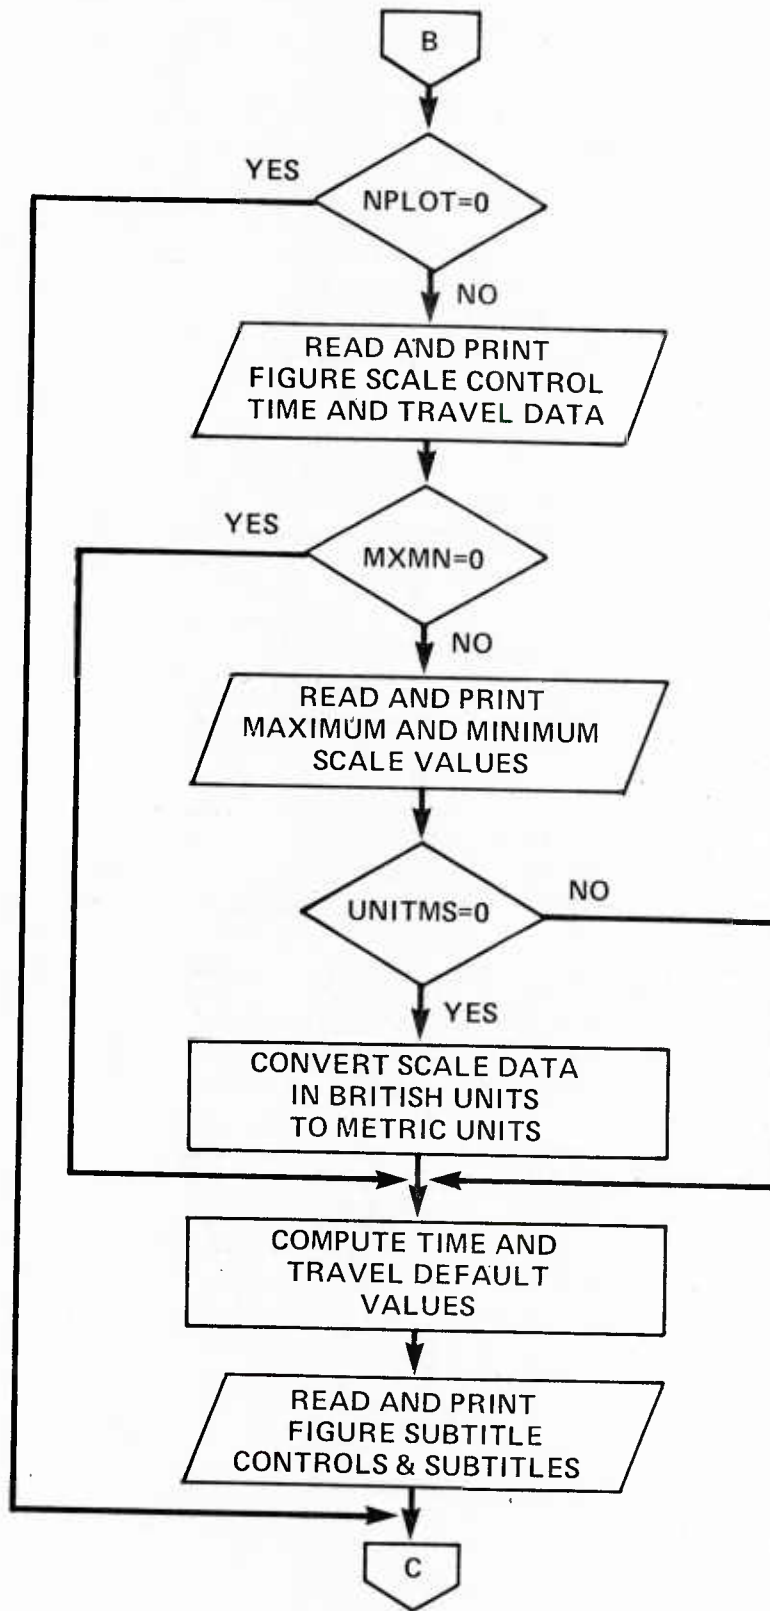 B
YES
NPLOT=0
NO
READ AND PRINT
FIGURE SCALE CONTROL
TIME AND TRAVEL DATA
YES
MXMN=0
NO
READ AND PRINT
MAXIMUM AND MINIMUM
SCALE VALUES
UNITMS=0
NO
YES
CONVERT SCALE DATA
IN BRITISH UNITS
TO METRIC UNITS
COMPUTE TIME AND
TRAVEL DEFAULT
VALUES
READ AND PRINT
FIGURE SUBTITLE
CONTROLS & SUBTITLES
C